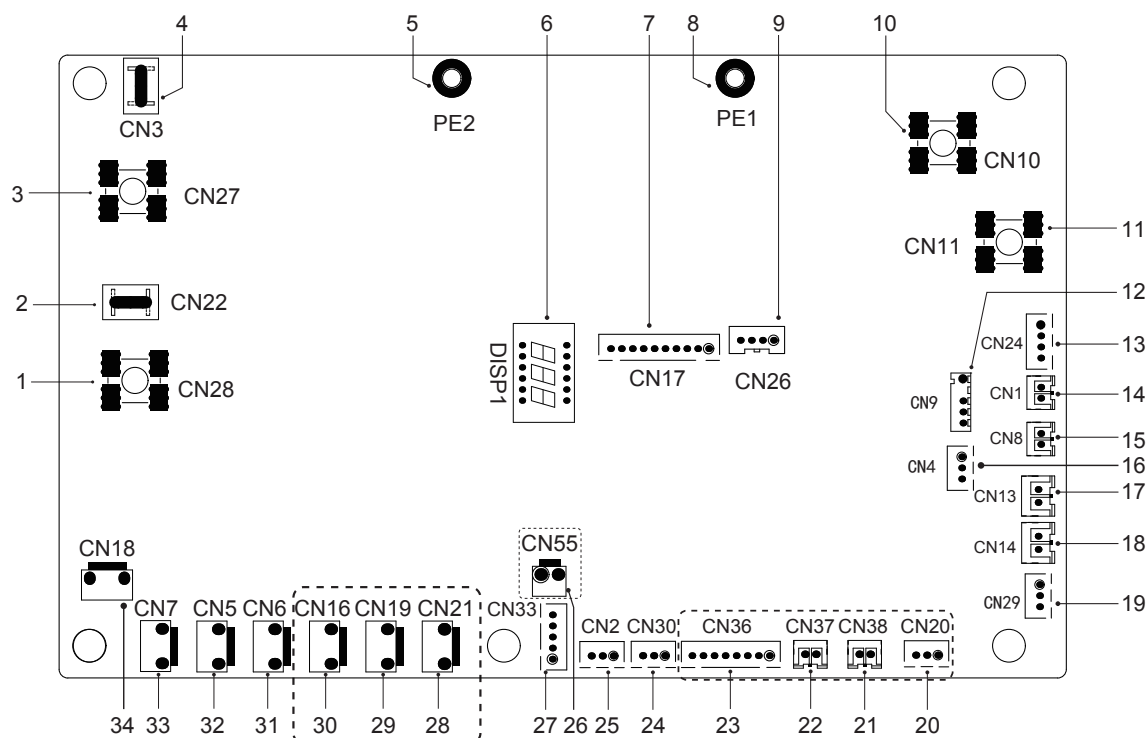 4 5 6 7 8 9 10
CN3 PE2 PE1 CN10
3 CN27
CN11 11
2 CN22 12
DISP1 CN17 CN26 CN24 13
1 CN28 CN9 CN1 14
CN8 15
CN4 16
CN13 17
CN18 CN55 CN14 18
CN7 CN5 CN6 CN16 CN19 CN21 CN33 CN2 CN30 CN36 CN37 CN38 CN20 CN29 19
34 33 32 31 30 29 28 27 26 25 24 23 22 21 20